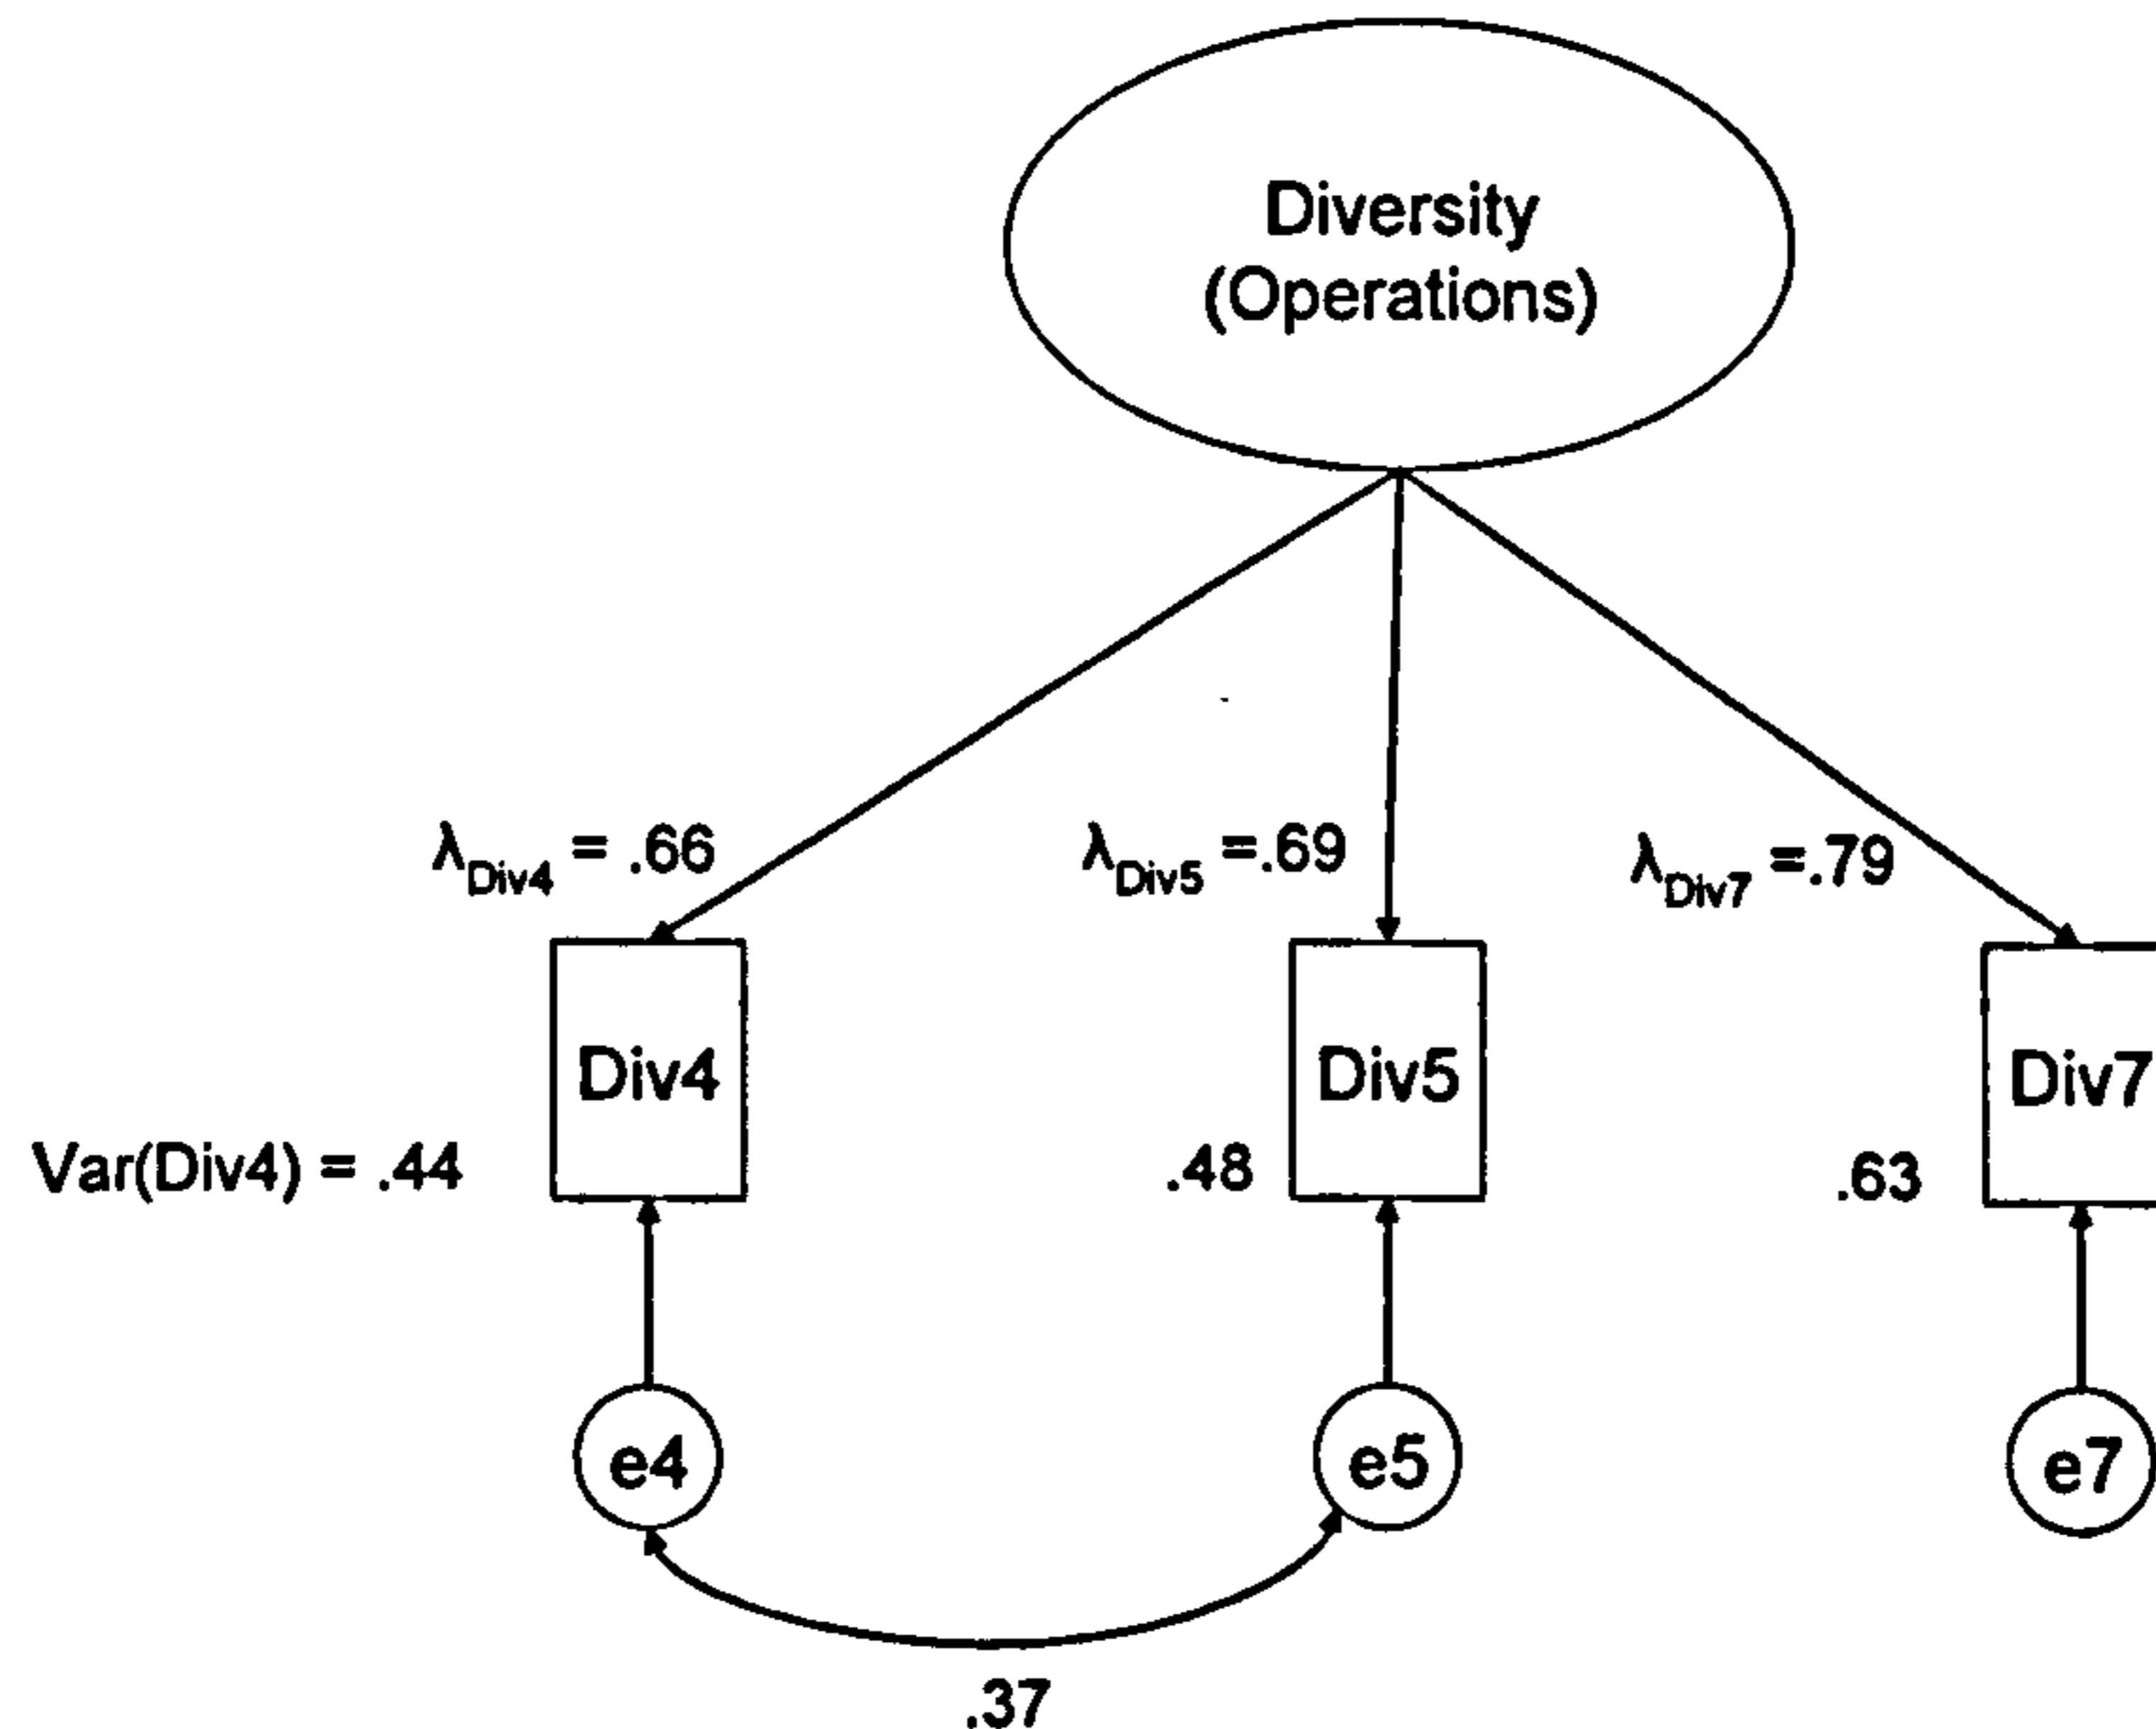 Diversity
(Operations)
λDiv4 = .66
λDiv5 =.69
λDiv7 =.79
Div4
Div5
Div7
Var(Div4) = .44
.48
.63
e4
e5
e7
.37